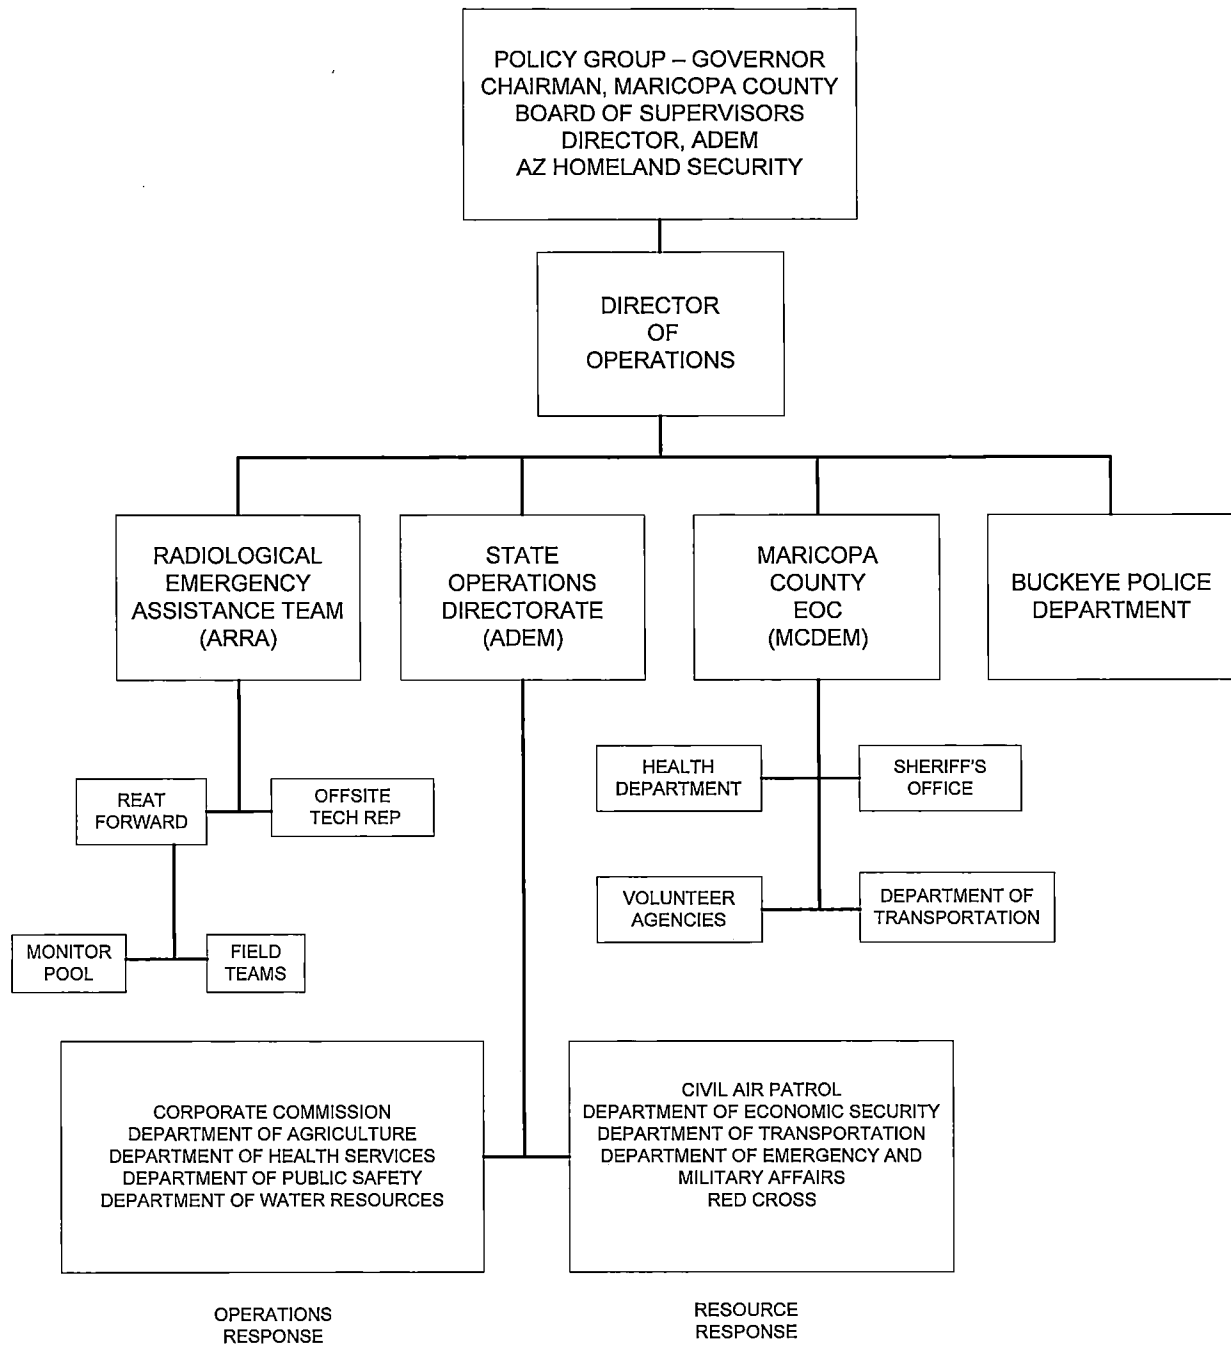 POLICY GROUP – GOVERNOR
CHAIRMAN, MARICOPA COUNTY
BOARD OF SUPERVISORS
DIRECTOR, ADEM
AZ HOMELAND SECURITY
DIRECTOR
OF
OPERATIONS
RADIOLOGICAL
EMERGENCY
ASSISTANCE TEAM
(ARRA)
STATE
OPERATIONS
DIRECTORATE
(ADEM)
MARICOPA
COUNTY
EOC
(MCDEM)
BUCKEYE POLICE
DEPARTMENT
REAT
FORWARD
OFFSITE
TECH REP
HEALTH
DEPARTMENT
SHERIFF'S
OFFICE
VOLUNTEER
AGENCIES
DEPARTMENT OF
TRANSPORTATION
MONITOR
POOL
FIELD
TEAMS
CORPORATE COMMISSION
DEPARTMENT OF AGRICULTURE
DEPARTMENT OF HEALTH SERVICES
DEPARTMENT OF PUBLIC SAFETY
DEPARTMENT OF WATER RESOURCES
CIVIL AIR PATROL
DEPARTMENT OF ECONOMIC SECURITY
DEPARTMENT OF TRANSPORTATION
DEPARTMENT OF EMERGENCY AND
MILITARY AFFAIRS
RED CROSS
OPERATIONS
RESPONSE
RESOURCE
RESPONSE